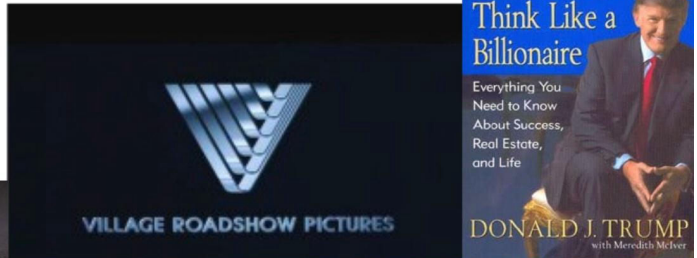 VILLAGE ROADSHOW PICTURES
Think Like a
Billionaire
Everything You
Need to Know
About Success,
Real Estate,
and Life
DONALD J. TRUMP
with Meredith McIver